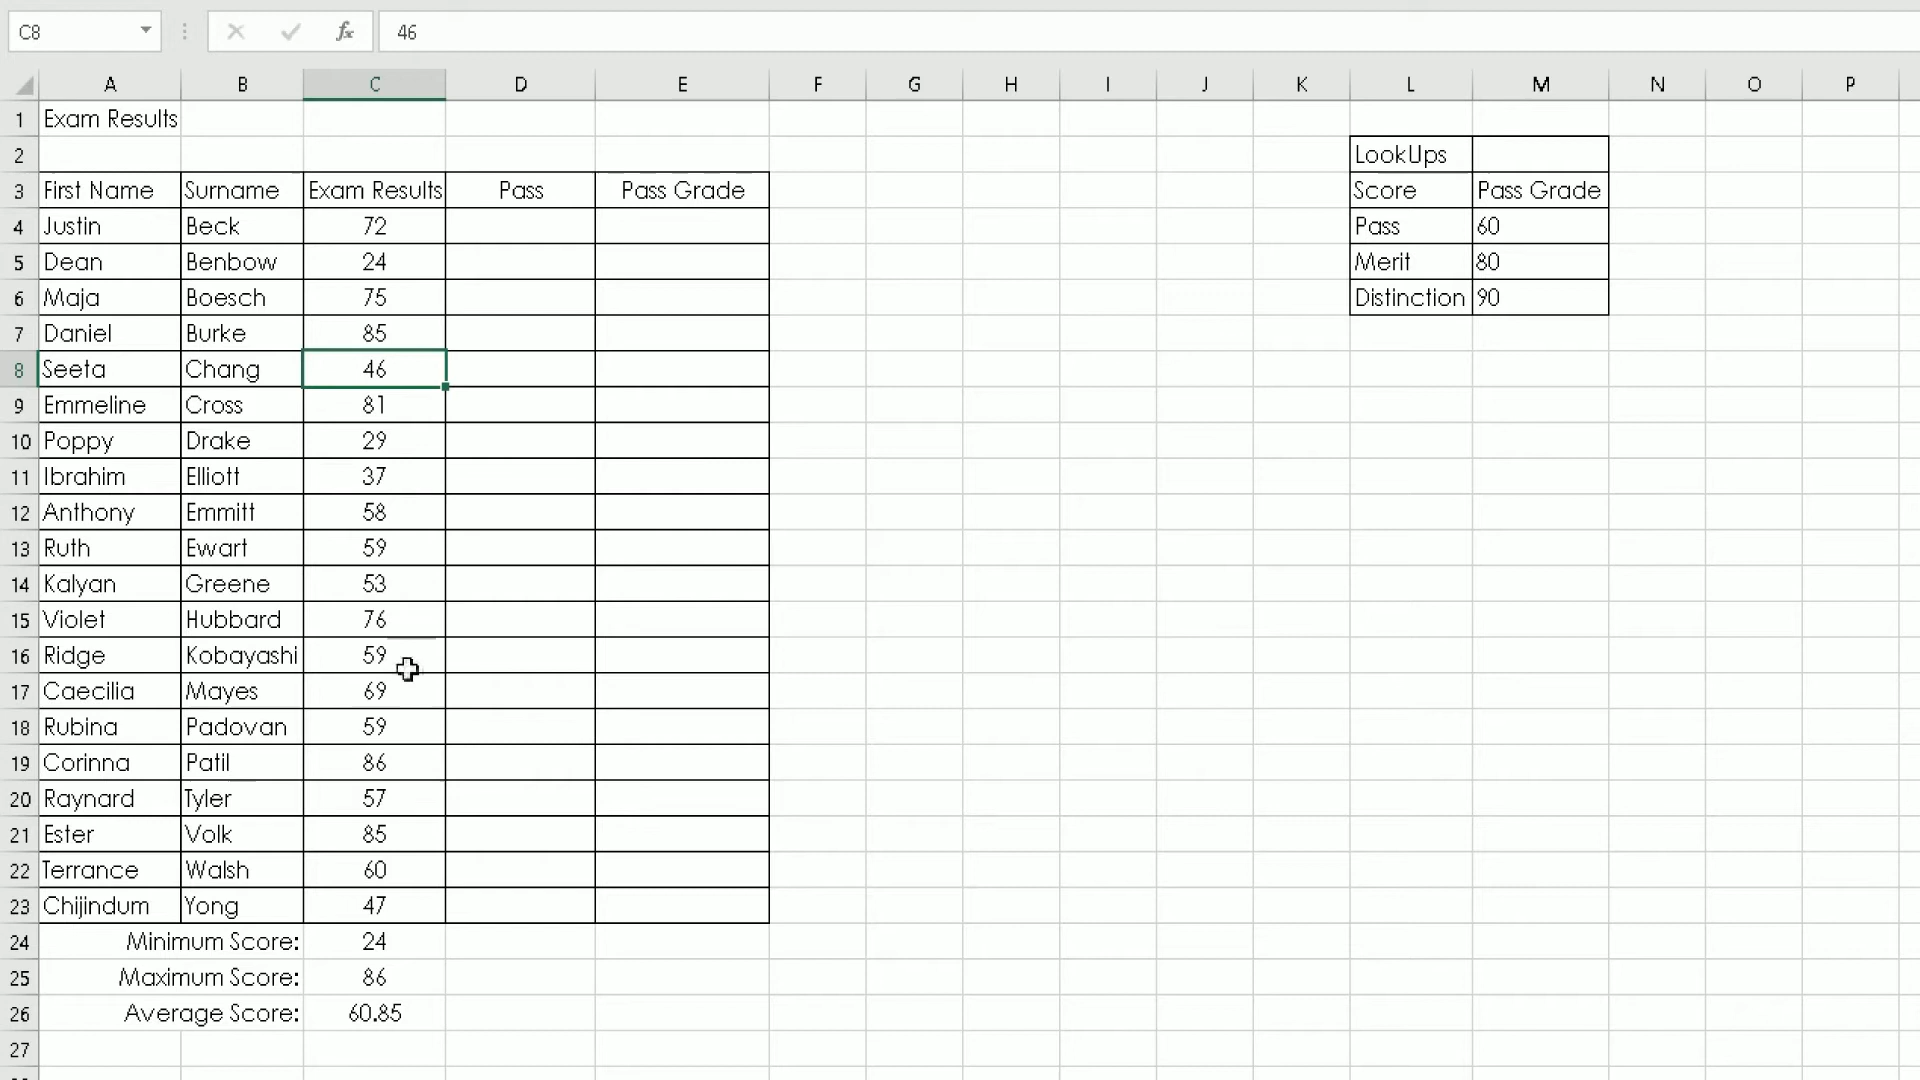 C8 fx 46
A B C D E F G H I J K L M N O P
1 Exam Results
2 LookUps
3 First Name Surname Exam Results Pass Pass Grade Score Pass Grade
4 Justin Beck 72 Pass 60
5 Dean Benbow 24 Merit 80
6 Maja Boesch 75 Distinction 90
7 Daniel Burke 85
8 Seeta Chang 46
9 Emmeline Cross 81
10 Poppy Drake 29
11 Ibrahim Elliott 37
12 Anthony Emmitt 58
13 Ruth Ewart 59
14 Kalyan Greene 53
15 Violet Hubbard 76
16 Ridge Kobayashi 59
17 Caecilia Mayes 69
18 Rubina Padovan 59
19 Corinna Patil 86
20 Raynard Tyler 57
21 Ester Volk 85
22 Terrance Walsh 60
23 Chijindum Yong 47
24 Minimum Score: 24
25 Maximum Score: 86
26 Average Score: 60.85
27